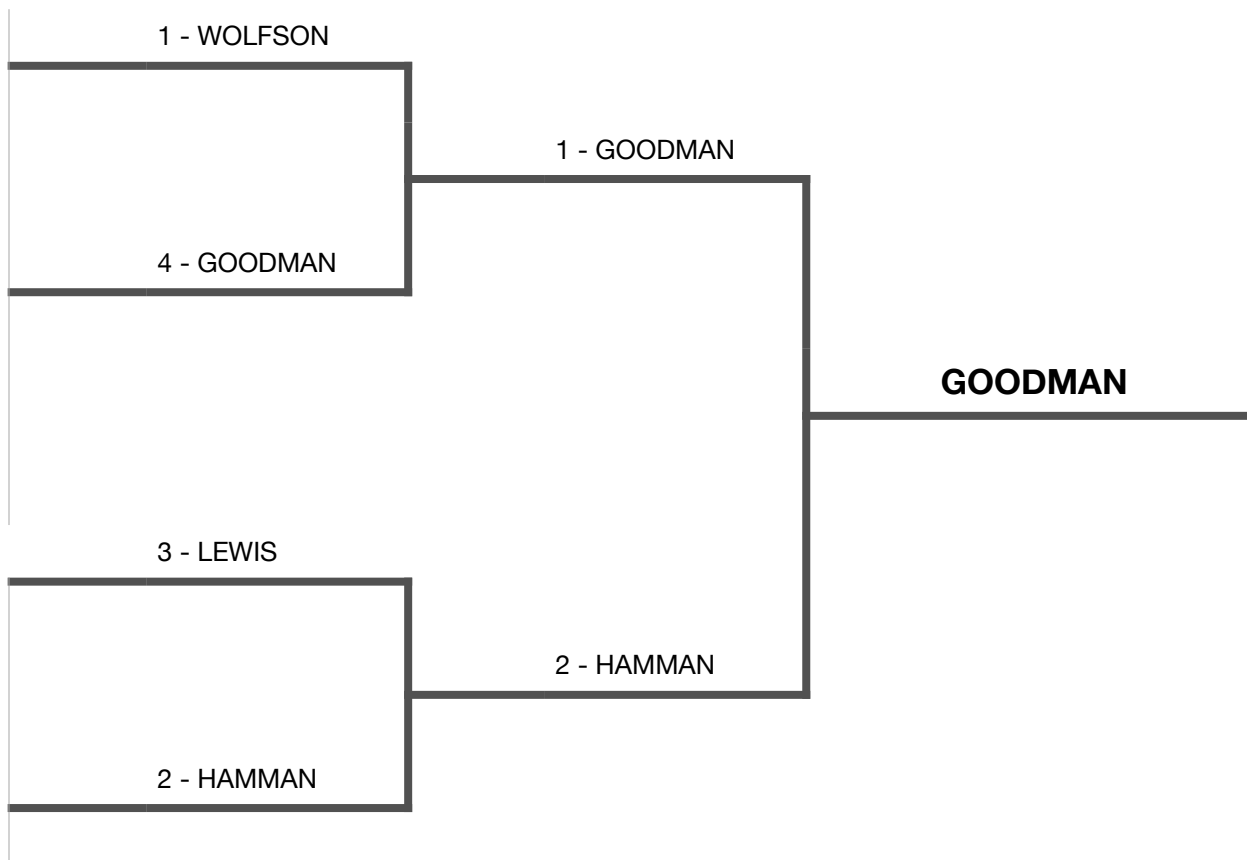 1 - WOLFSON
1 - GOODMAN
4 - GOODMAN
GOODMAN
3 - LEWIS
2 - HAMMAN
2 - HAMMAN